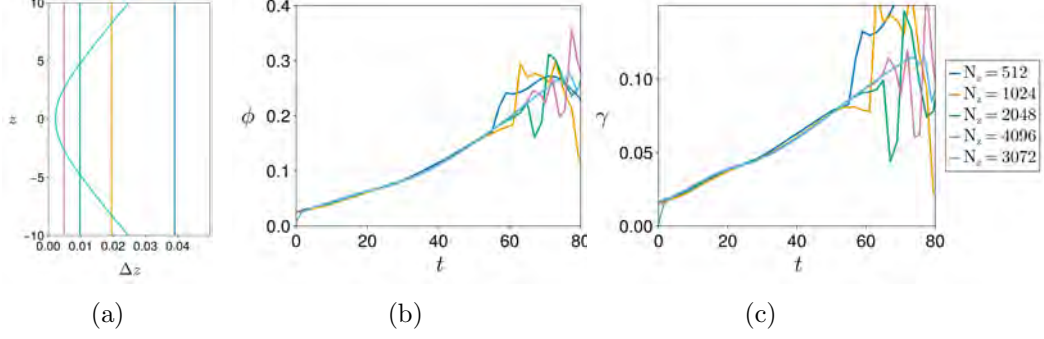 10
5
0
−5
−10
z
0.00 0.01 0.02 0.03 0.04
Δz
(a)
0.4
0.3
0.2
0.1
0.0
ϕ
0 20 40 60 80
t
(b)
0.10
0.05
0.00
γ
0 20 40 60 80
t
(c)
N_z = 512
N_z = 1024
N_z = 2048
N_z = 4096
N_z = 3072